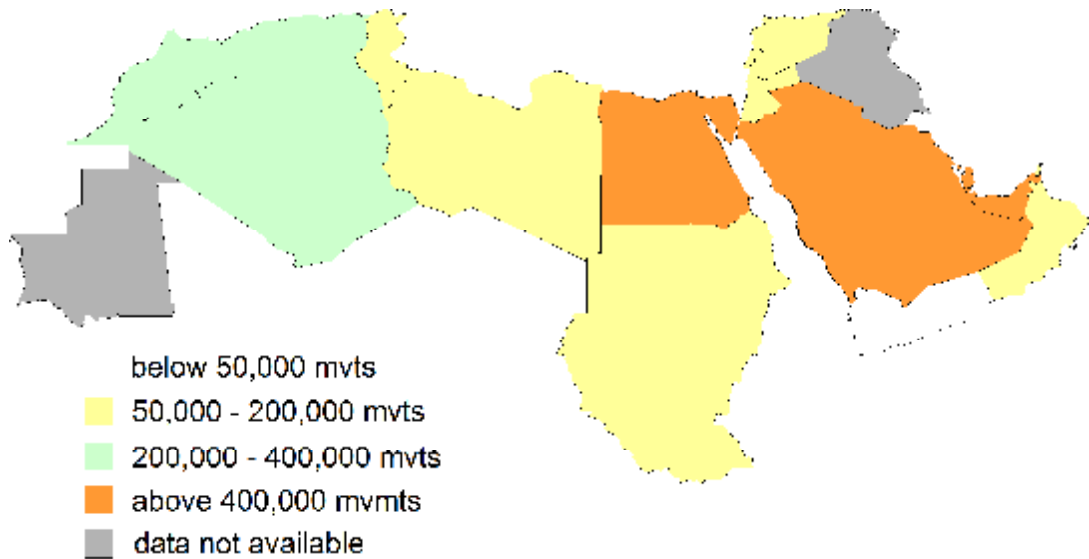 below 50,000 mvts
50,000 - 200,000 mvts
200,000 - 400,000 mvts
above 400,000 mvmts
data not available